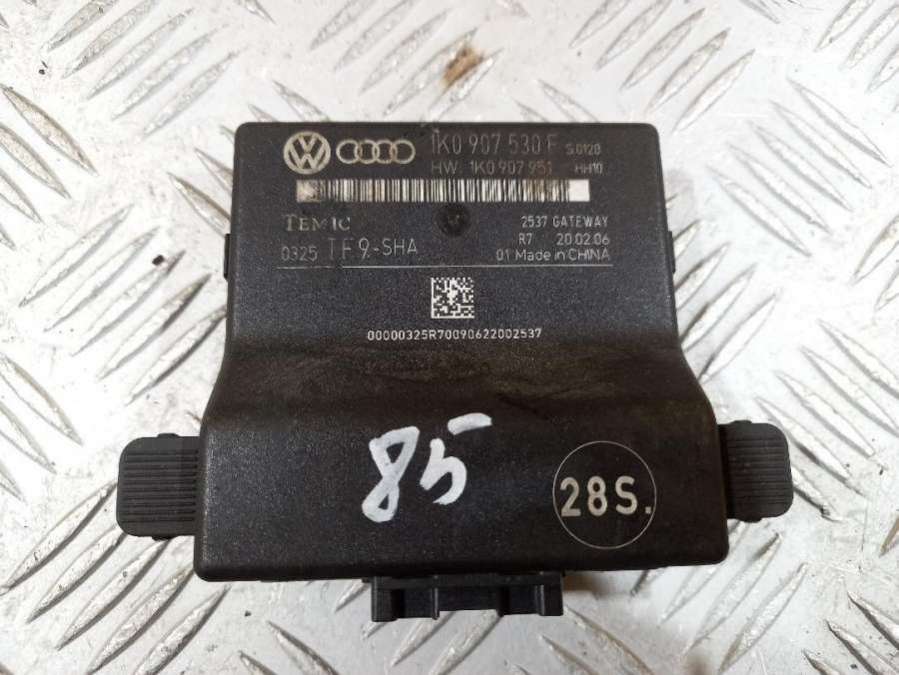 1K0 907 530 F S.0120
HW: 1K0 907 951 HH10
TEMIC
2537 GATEWAY
R7 20.02.06
0325 TF9-SHA
01 Made in CHINA
00000325R70090622002537
85
28S.